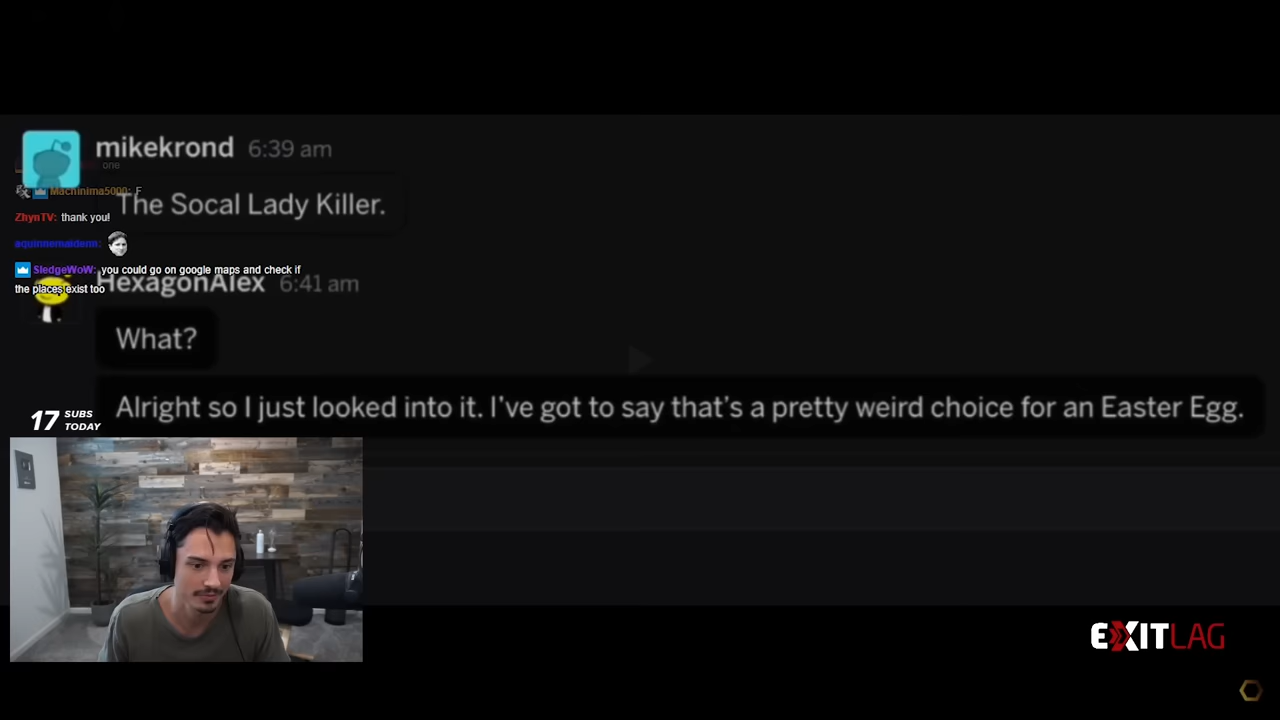 mikekrond 6:39 am
one
Machinima5000: F
The Socal Lady Killer.
ZhynTV: thank you!
SledgeWoW: you could go on google maps and check if
the places exist too
HexagonAlex 6:41 am
What?
Alright so I just looked into it. I've got to say that's a pretty weird choice for an Easter Egg.
17 SUBS
TODAY
EXITLAG